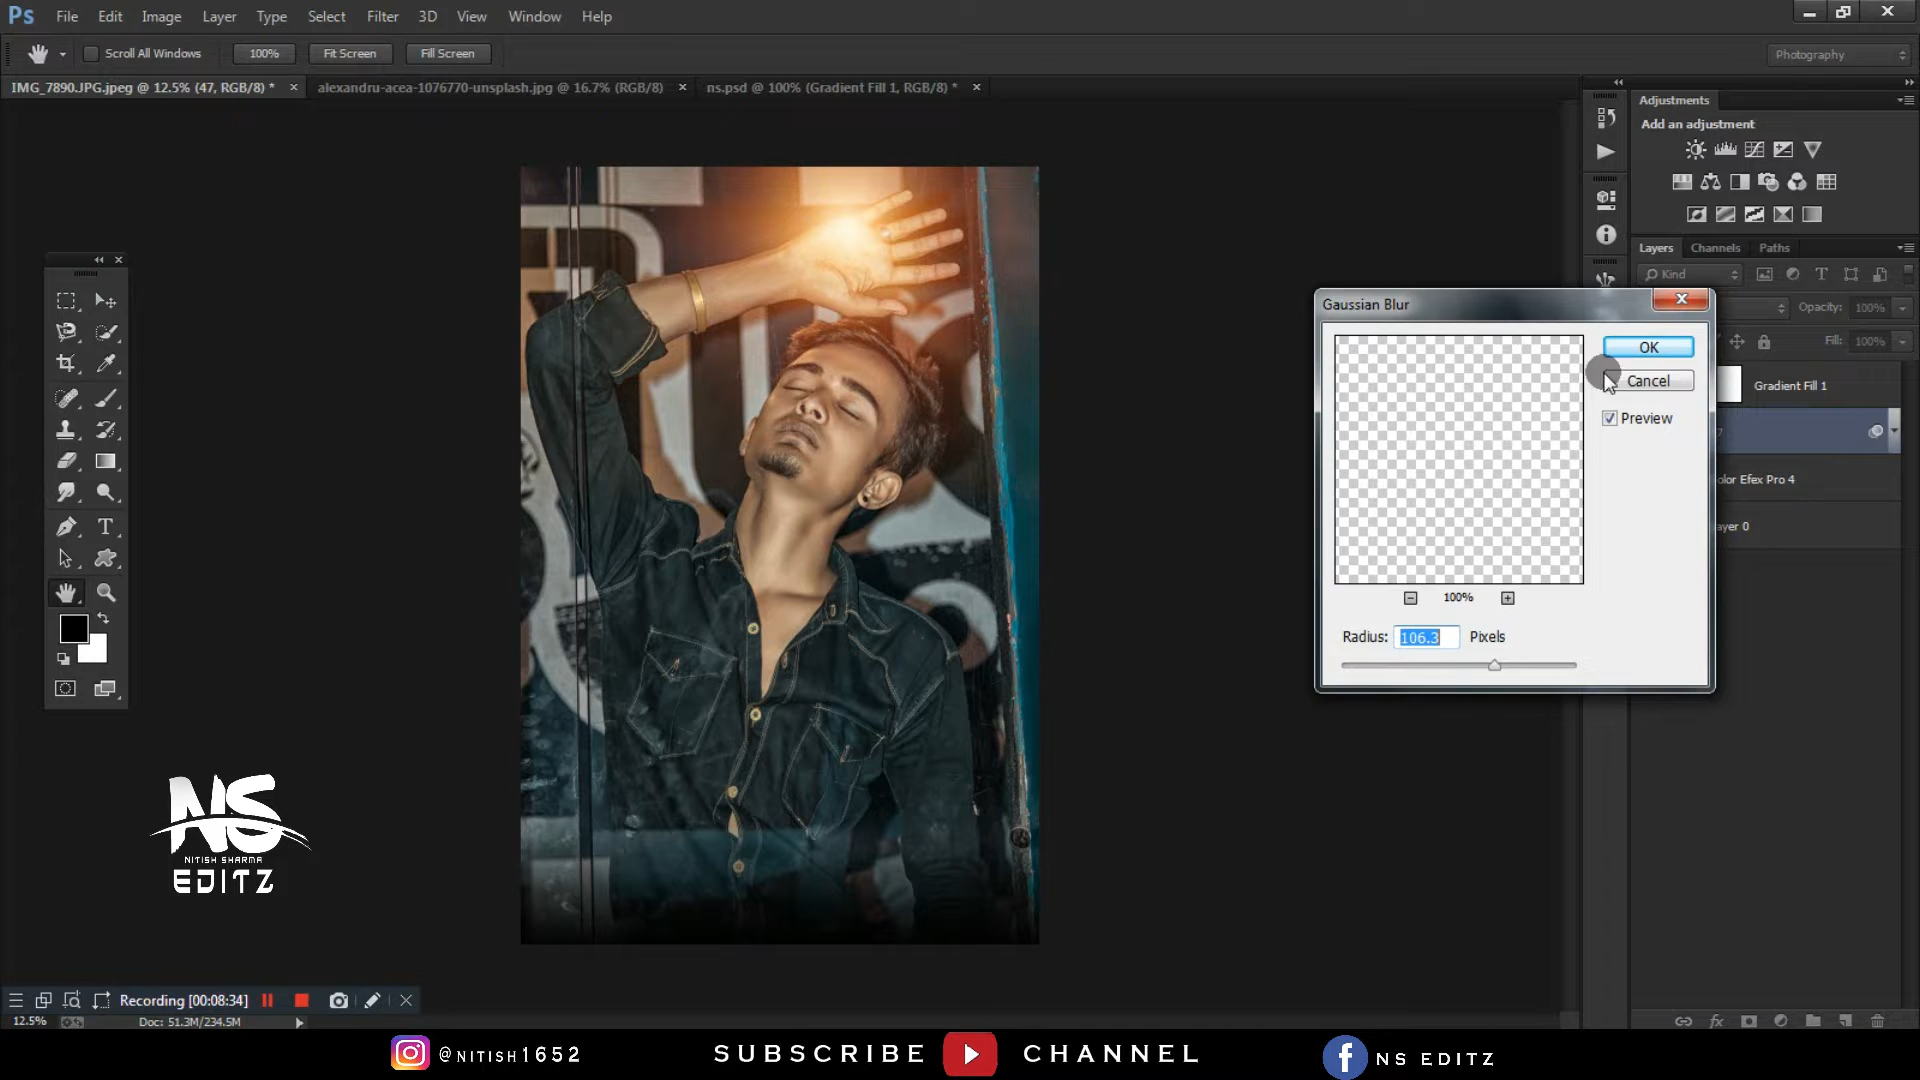 Ps File Edit Image Layer Type Select Filter 3D View Window Help
Scroll All Windows 100% Fit Screen Fill Screen Photography
IMG_7890.JPG.jpeg @ 12.5% (47, RGB/8) * alexandru-acea-1076770-unsplash.jpg @ 16.7% (RGB/8) ns.psd @ 100% (Gradient Fill 1, RGB/8) *
Adjustments
Add an adjustment
Layers Channels Paths
Kind
Opacity: 100%
Fill: 100%
Gradient Fill 1
7
olor Efex Pro 4
ayer 0
Gaussian Blur
OK
Cancel
Preview
100%
Radius: 106.3 Pixels
T
NS
NITISH SHARMA
EDITZ
Recording [00:08:34]
12.5% Doc: 51.3M/234.5M
fx
@NITISH1652 SUBSCRIBE CHANNEL f NS EDITZ